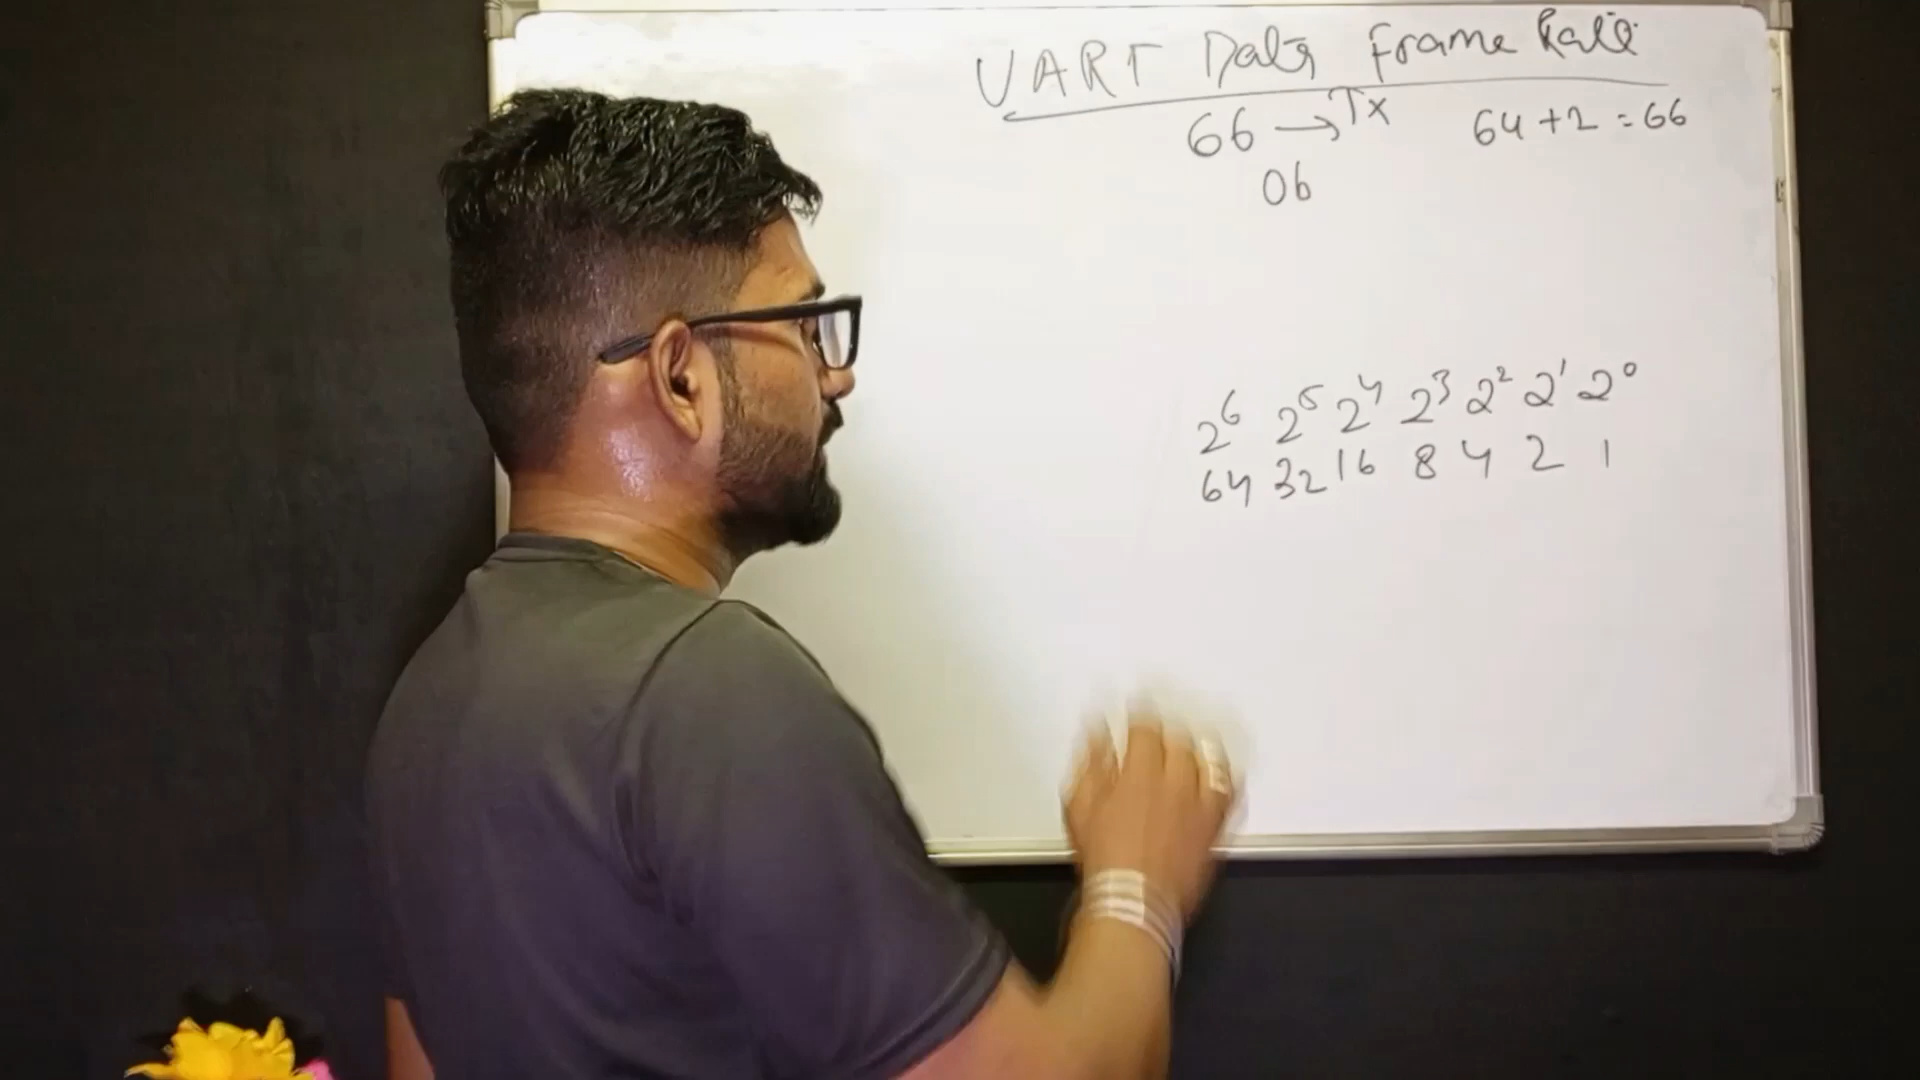 UART Data Frame Rate
66 → Tx 64 + 2 = 66
06
2⁶ 2⁵ 2⁴ 2³ 2² 2¹ 2⁰
64 32 16 8 4 2 1